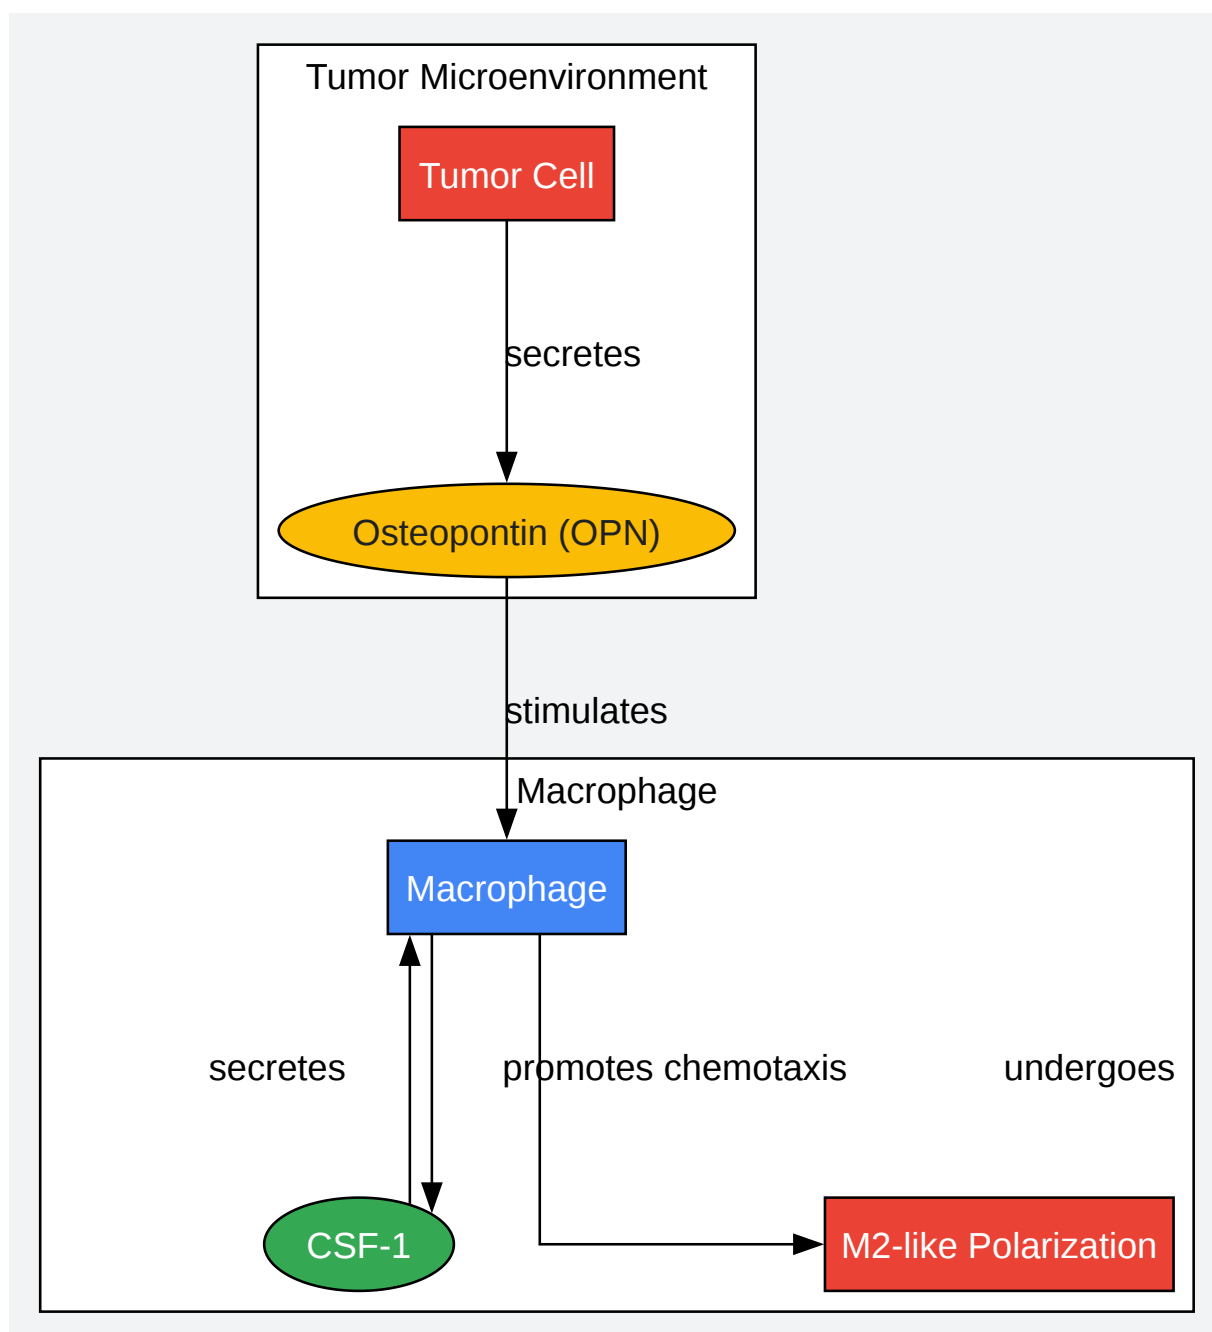 Tumor Microenvironment
Tumor Cell
secretes
Osteopontin (OPN)
stimulates
Macrophage
Macrophage
secretes
promotes chemotaxis
undergoes
CSF-1
M2-like Polarization